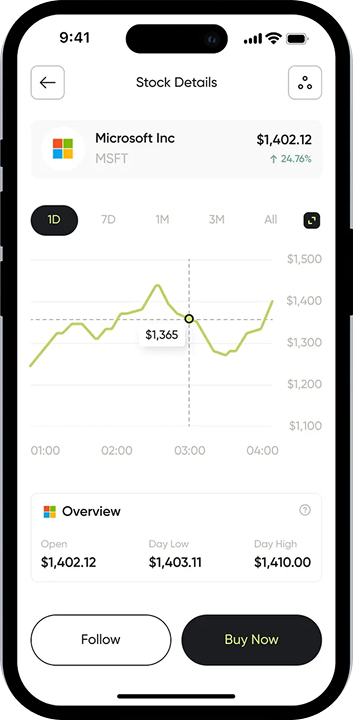 9:41
Stock Details
Microsoft Inc
$1,402.12
MSFT
↑ 24.76%
1D 7D 1M 3M All
$1,500
$1,400
$1,365
$1,300
$1,200
$1,100
01:00 02:00 03:00 04:00
Overview
?
Open Day Low Day High
$1,402.12 $1,403.11 $1,410.00
Follow Buy Now